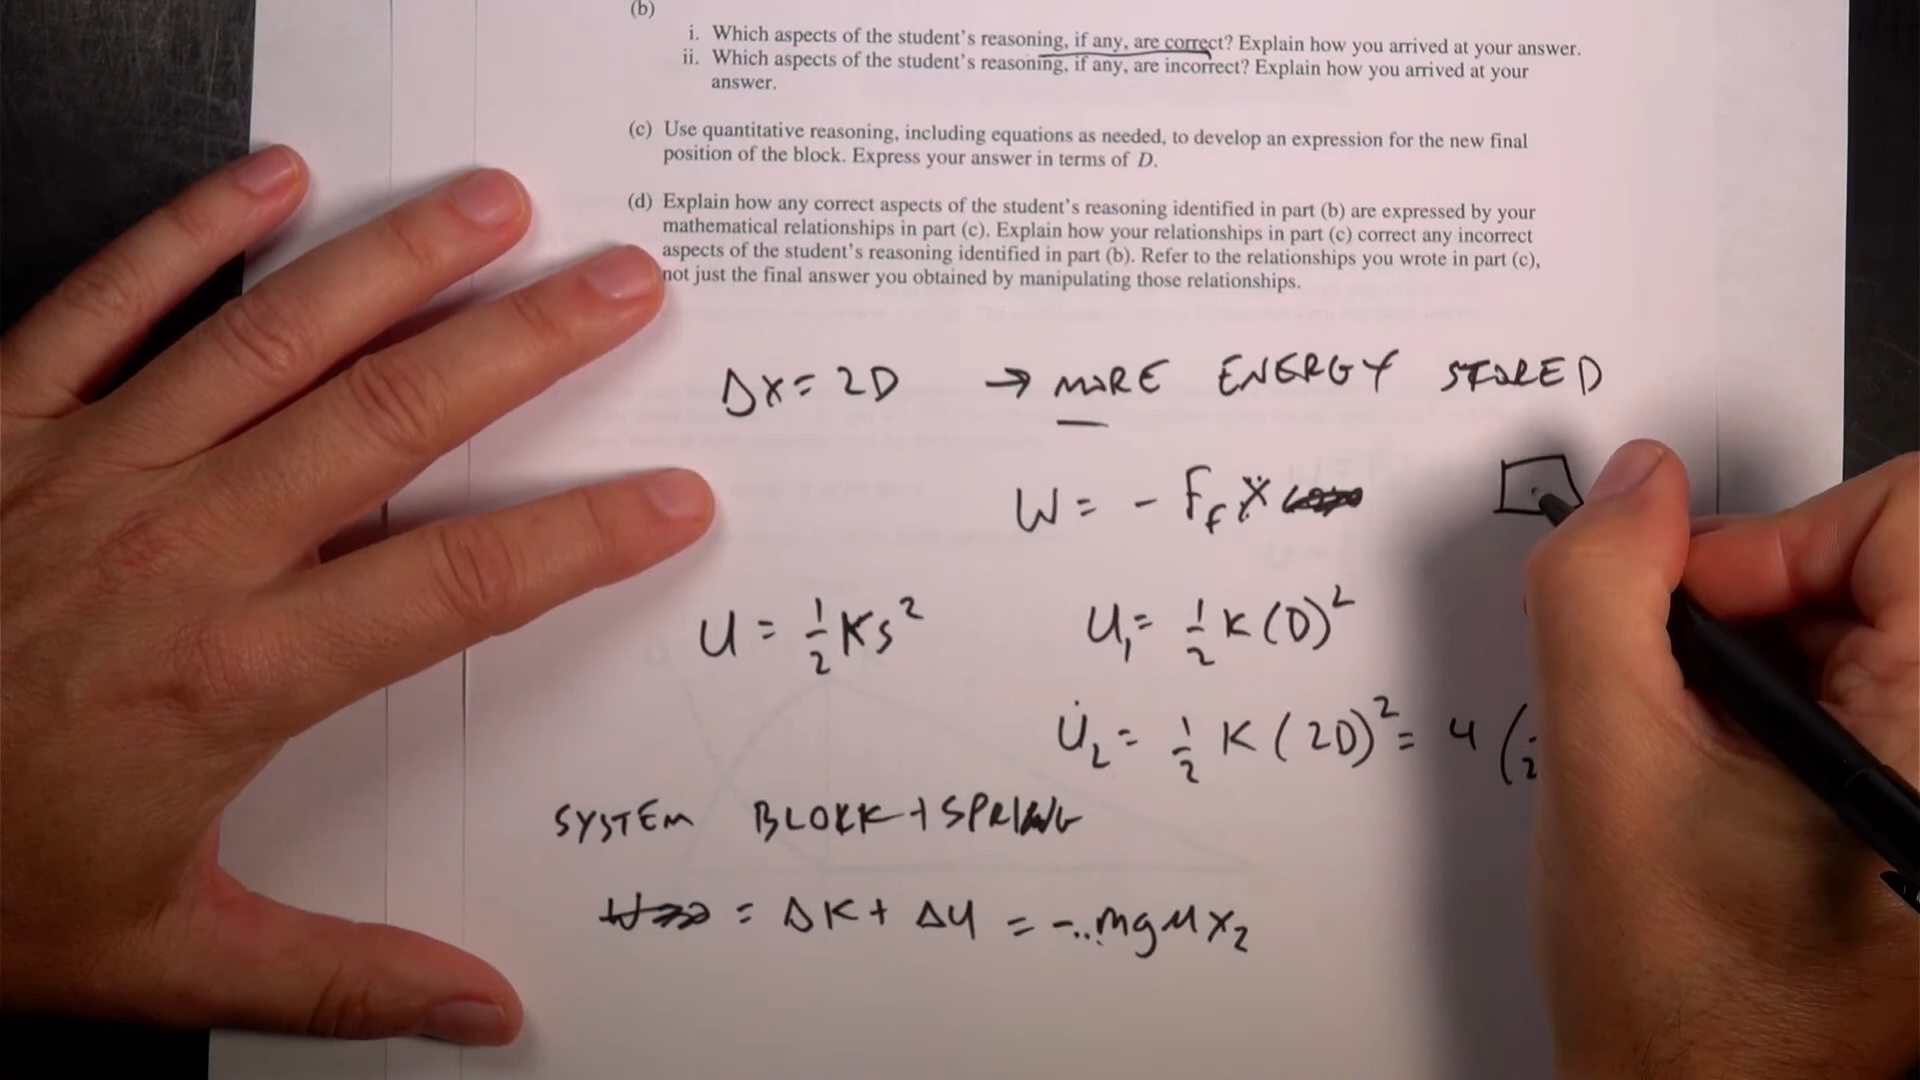 (b)
i. Which aspects of the student's reasoning, if any, are correct? Explain how you arrived at your answer.
ii. Which aspects of the student's reasoning, if any, are incorrect? Explain how you arrived at your
answer.
(c) Use quantitative reasoning, including equations as needed, to develop an expression for the new final
position of the block. Express your answer in terms of D.
(d) Explain how any correct aspects of the student's reasoning identified in part (b) are expressed by your
mathematical relationships in part (c). Explain how your relationships in part (c) correct any incorrect
aspects of the student's reasoning identified in part (b). Refer to the relationships you wrote in part (c),
not just the final answer you obtained by manipulating those relationships.
Δx = 2D → MORE ENERGY STORED
W = - F_f x
U = 1/2 Ks² U₁ = 1/2 K (D)²
U₂ = 1/2 K (2D)² = 4 (1/2
SYSTEM BLOCK + SPRING
= ΔK + ΔU = - mgμx₂